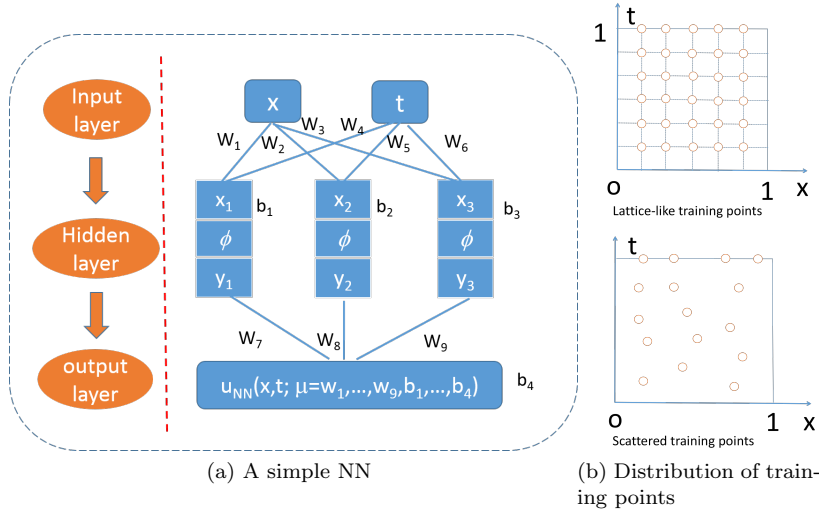 Input
layer
Hidden
layer
output
layer
x
t
W₁
W₂
W₃
W₄
W₅
W₆
x₁
ϕ
y₁
b₁
x₂
ϕ
y₂
b₂
x₃
ϕ
y₃
b₃
W₇
W₈
W₉
u_NN(x,t; μ=w₁,…,w₉,b₁,…,b₄)
b₄
(a) A simple NN
t
1
o
1
x
Lattice-like training points
t
o
1
x
Scattered training points
(b) Distribution of train-
ing points